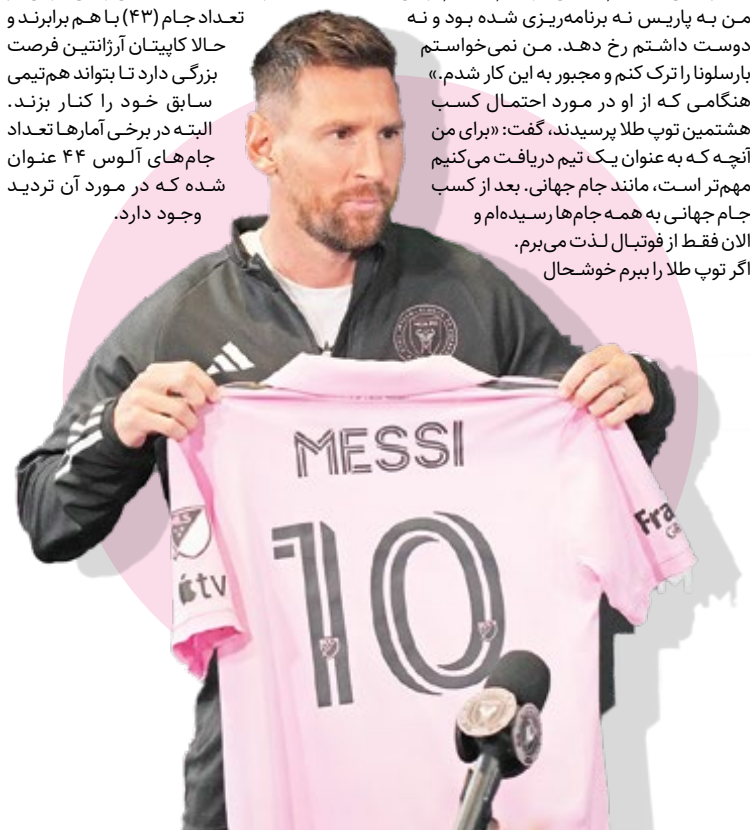 من به پاریس نه برنامه‌ریزی شده بود و نه
دوست داشتم رخ دهد. من نمی‌خواستم
بارسلونا را ترک کنم و مجبور به این کار شدم.»
هنگامی که از او در مورد احتمال کسب
هشتمین توپ طلا پرسیدند، گفت: «برای من
آنچه که به عنوان یک تیم دریافت می‌کنیم
مهم‌تر است، مانند جام جهانی. بعد از کسب
جام جهانی به همه جام‌ها رسیده‌ام و
الان فقط از فوتبال لذت می‌برم.
اگر توپ طلا را ببرم خوشحال
تعداد جام (۴۳) با هم برابرند و
حالا کاپیتان آرژانتین فرصت
بزرگی دارد تا بتواند هم‌تیمی
سابق خود را کنار بزند.
البته در برخی آمارها تعداد
جام‌های آلوس ۴۴ عنوان
شده که در مورد آن تردید
وجود دارد.
MESSI
10
tv